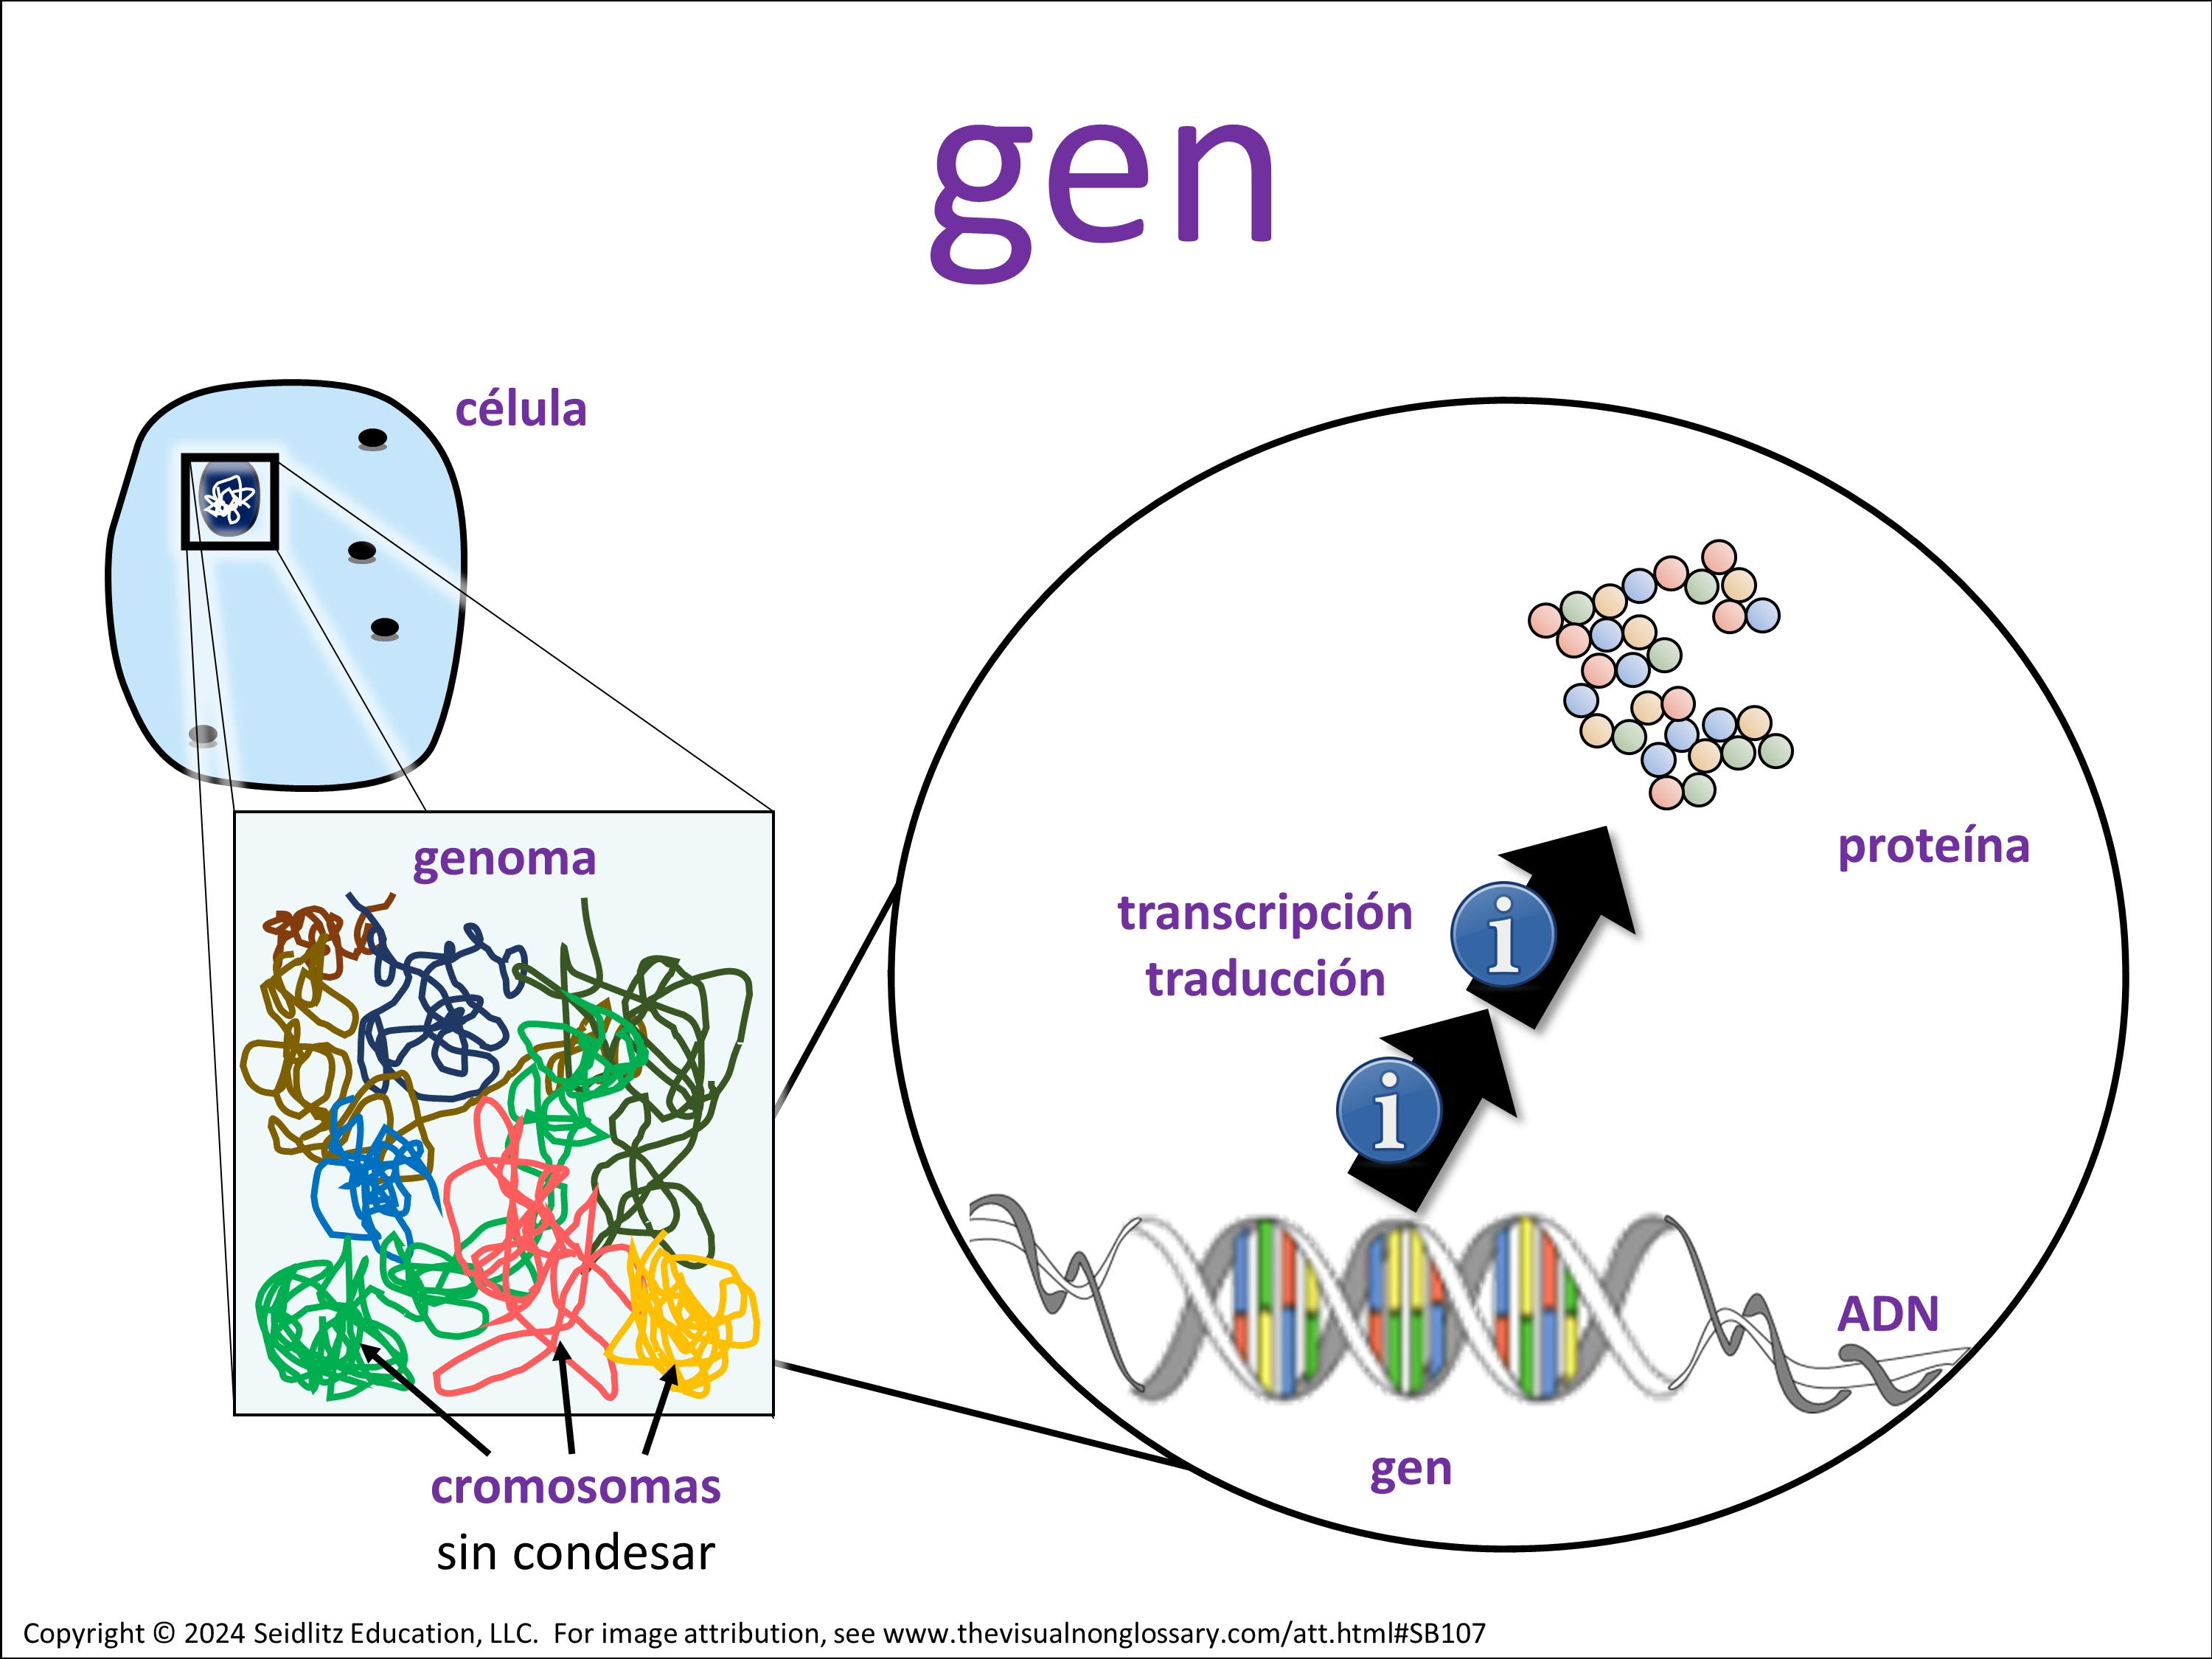 gen
célula
genoma
cromosomas
sin condesar
proteína
transcripción
traducción
i
i
ADN
gen
Copyright © 2024 Seidlitz Education, LLC.  For image attribution, see www.thevisualnonglossary.com/att.html#SB107